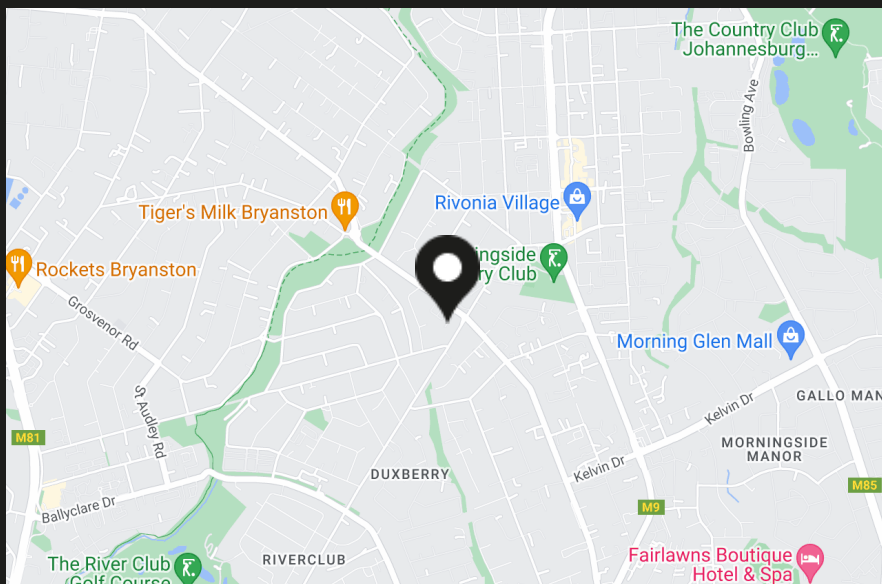 The Country Club
Johannesburg...
Bowling Ave
Tiger's Milk Bryanston
Rivonia Village
Rockets Bryanston
ry Club
Grosvenor Rd
Morning Glen Mall
St Audley Rd
Kelvin Dr
GALLO MAN
M81
MORNINGSIDE
MANOR
Kelvin Dr
DUXBERRY
M85
M9
Ballyclare Dr
RIVERCLUB
The River Club
Golf Course
Fairlawns Boutique
Hotel & Spa